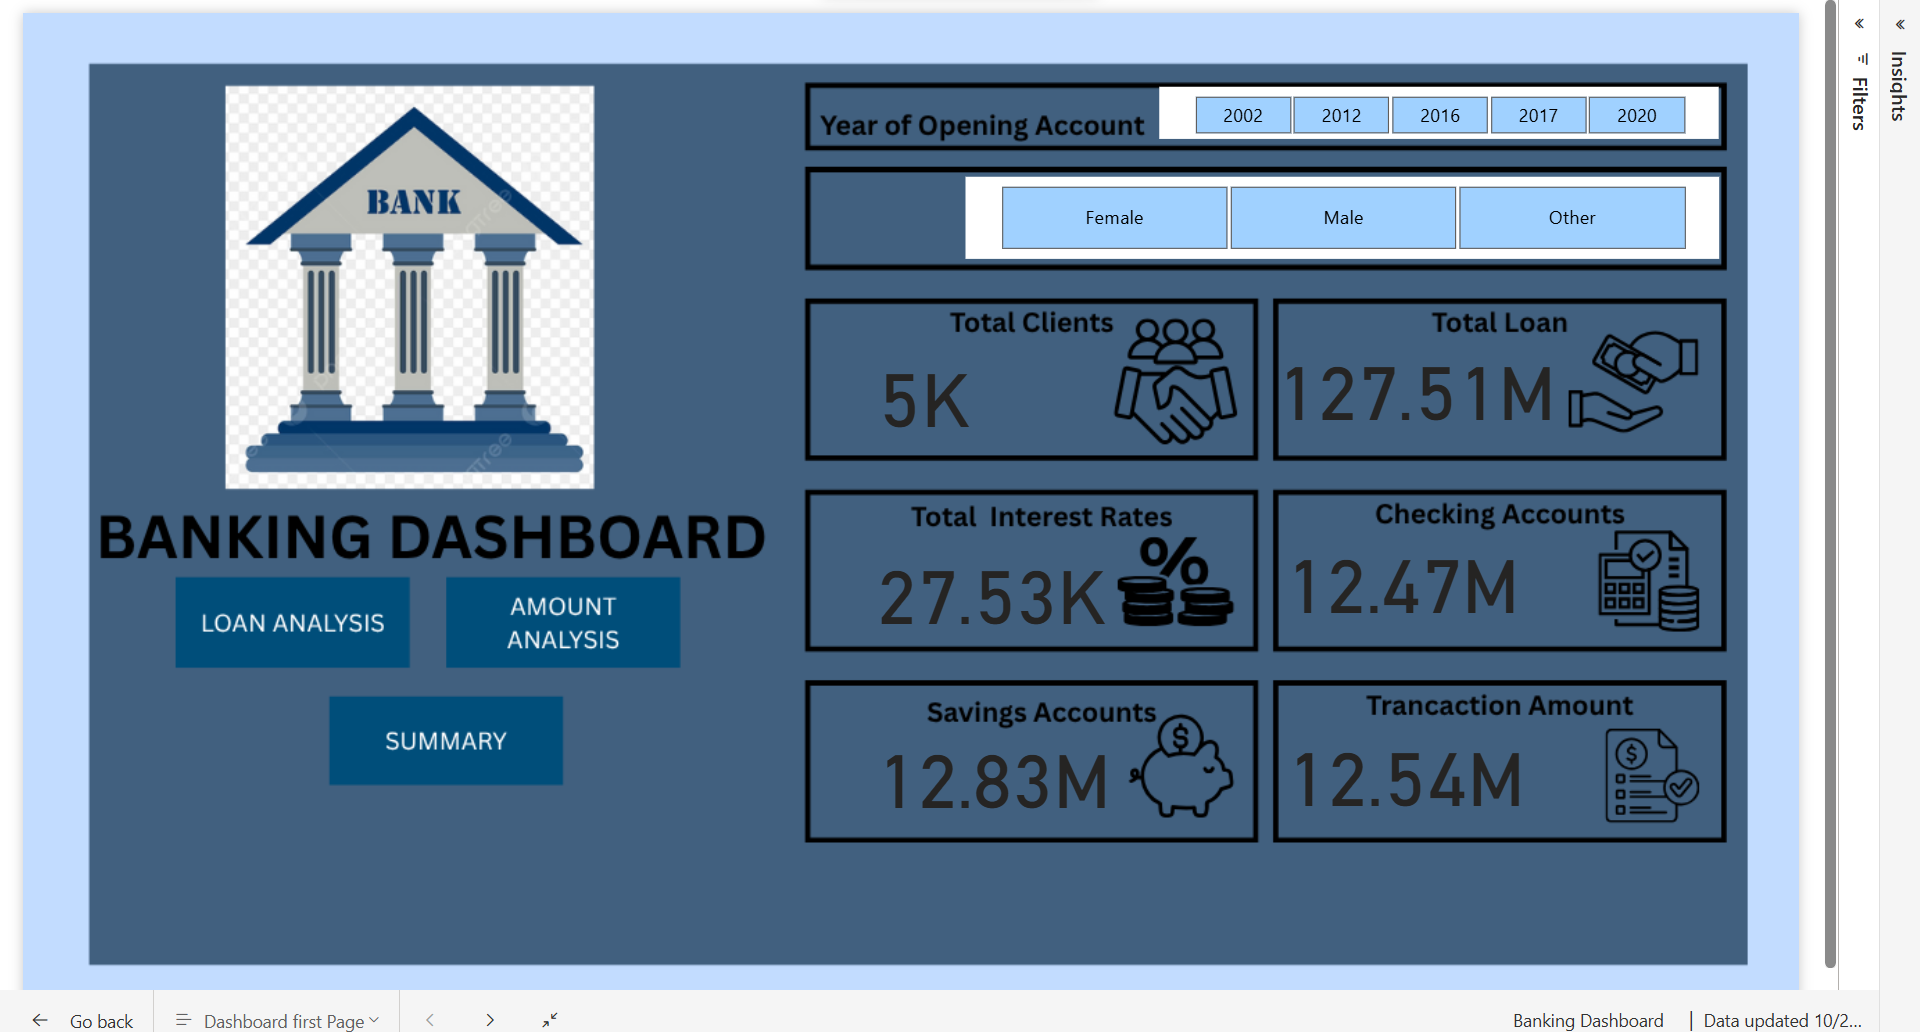 BANK
BANKING DASHBOARD
LOAN ANALYSIS
AMOUNT
ANALYSIS
SUMMARY
Year of Opening Account
2002
2012
2016
2017
2020
Female
Male
Other
Total Clients
5K
Total Loan
127.51M
Total Interest Rates
%
27.53K
Checking Accounts
12.47M
Savings Accounts
$
12.83M
Trancaction Amount
$
12.54M
Filters
Insights
Go back
Dashboard first Page
Banking Dashboard | Data updated 10/2...